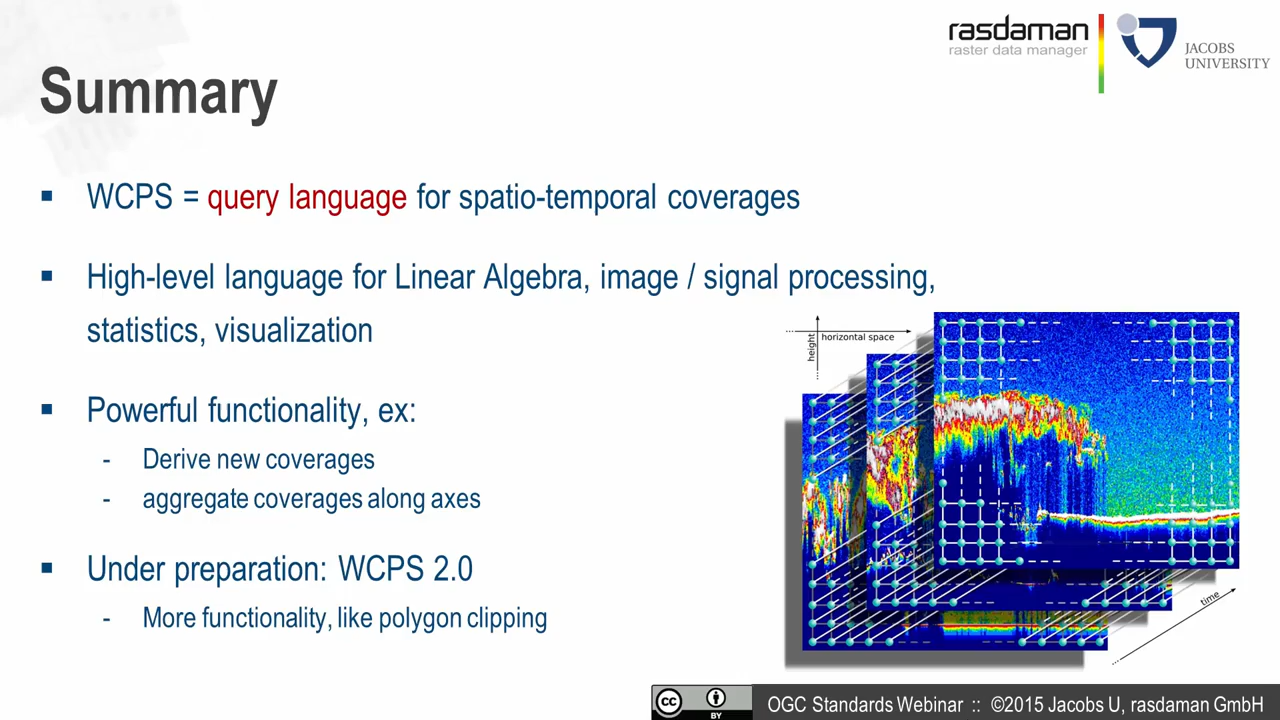 rasdaman
raster data manager
JACOBS
UNIVERSITY
Summary
WCPS = query language for spatio-temporal coverages
High-level language for Linear Algebra, image / signal processing,
statistics, visualization
Powerful functionality, ex:
- Derive new coverages
- aggregate coverages along axes
Under preparation: WCPS 2.0
- More functionality, like polygon clipping
height
horizontal space
time
cc
BY
OGC Standards Webinar :: ©2015 Jacobs U, rasdaman GmbH